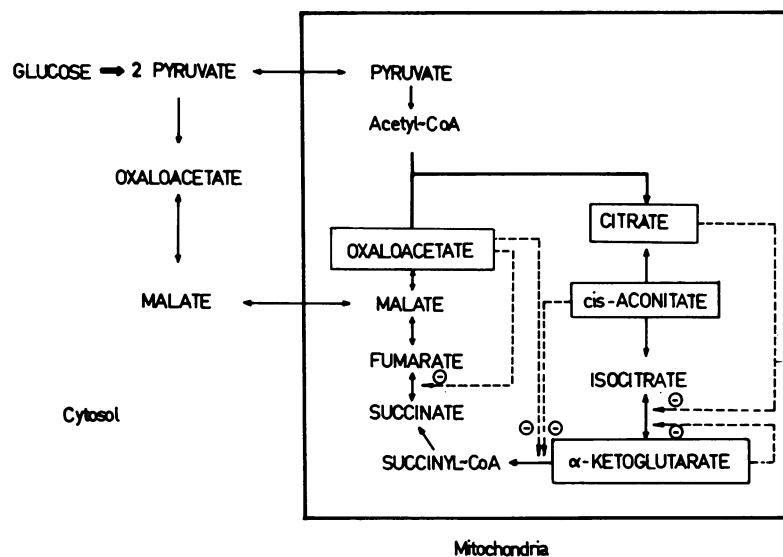 GLUCOSE 2 PYRUVATE
PYRUVATE
Acetyl~CoA
OXALOACETATE
CITRATE
OXALOACETATE
cis-ACONITATE
MALATE
MALATE
FUMARATE
ISOCITRATE
SUCCINATE
Cytosol
SUCCINYL~CoA
α-KETOGLUTARATE
Mitochondria